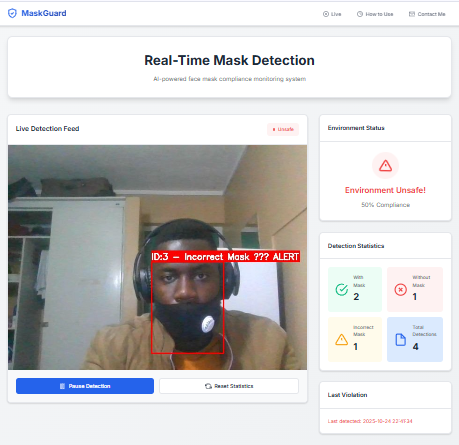 MaskGuard
Live
How to Use
Contact Me
Real-Time Mask Detection
AI-powered face mask compliance monitoring system
Live Detection Feed
Unsafe
ID:3 - Incorrect Mask ??? ALERT
Pause Detection
Reset Statistics
Environment Status
Environment Unsafe!
50% Compliance
Detection Statistics
With
Mask
2
Without
Mask
1
Incorrect
Mask
1
Total
Detections
4
Last Violation
Last detected: 2025-10-24 22:41:34